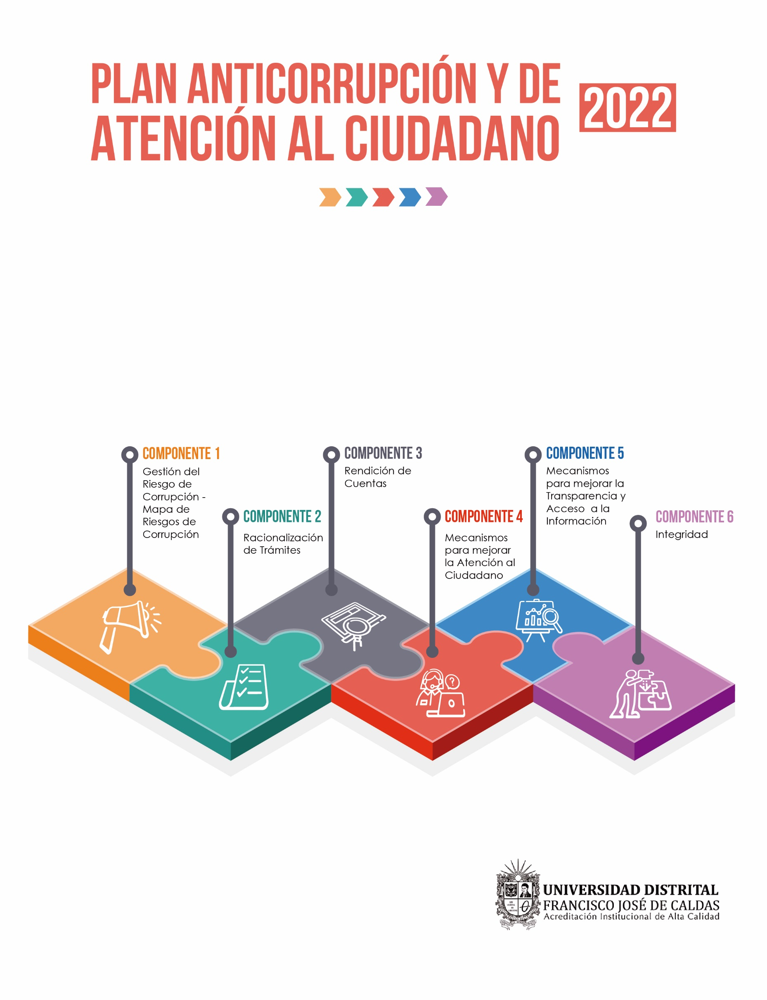 PLAN ANTICORRUPCIÓN Y DE
ATENCIÓN AL CIUDADANO
2022
COMPONENTE 1
Gestión del
Riesgo de
Corrupción -
Mapa de
Riesgos de
Corrupción
COMPONENTE 2
Racionalización
de Trámites
COMPONENTE 3
Rendición de
Cuentas
COMPONENTE 4
Mecanismos
para mejorar
la Atención al
Ciudadano
COMPONENTE 5
Mecanismos
para mejorar la
Transparencia y
Acceso  a la
Información
COMPONENTE 6
Integridad
?
UNIVERSIDAD DISTRITAL
FRANCISCO JOSÉ DE CALDAS
Acreditación Institucional de Alta Calidad